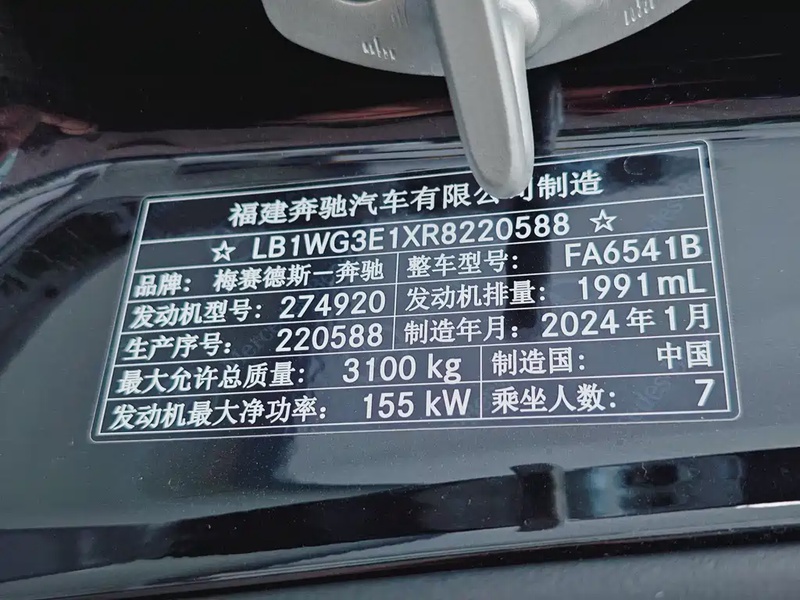 福建奔驰汽车有限公司制造
☆ LB1WG3E1XR8220588 ☆
品牌：梅赛德斯－奔驰 整车型号： FA6541B
发动机型号：274920 发动机排量：1991mL
生产序号： 220588 制造年月：2024年1月
最大允许总质量： 3100 kg 制造国： 中国
发动机最大净功率： 155 kW 乘坐人数： 7